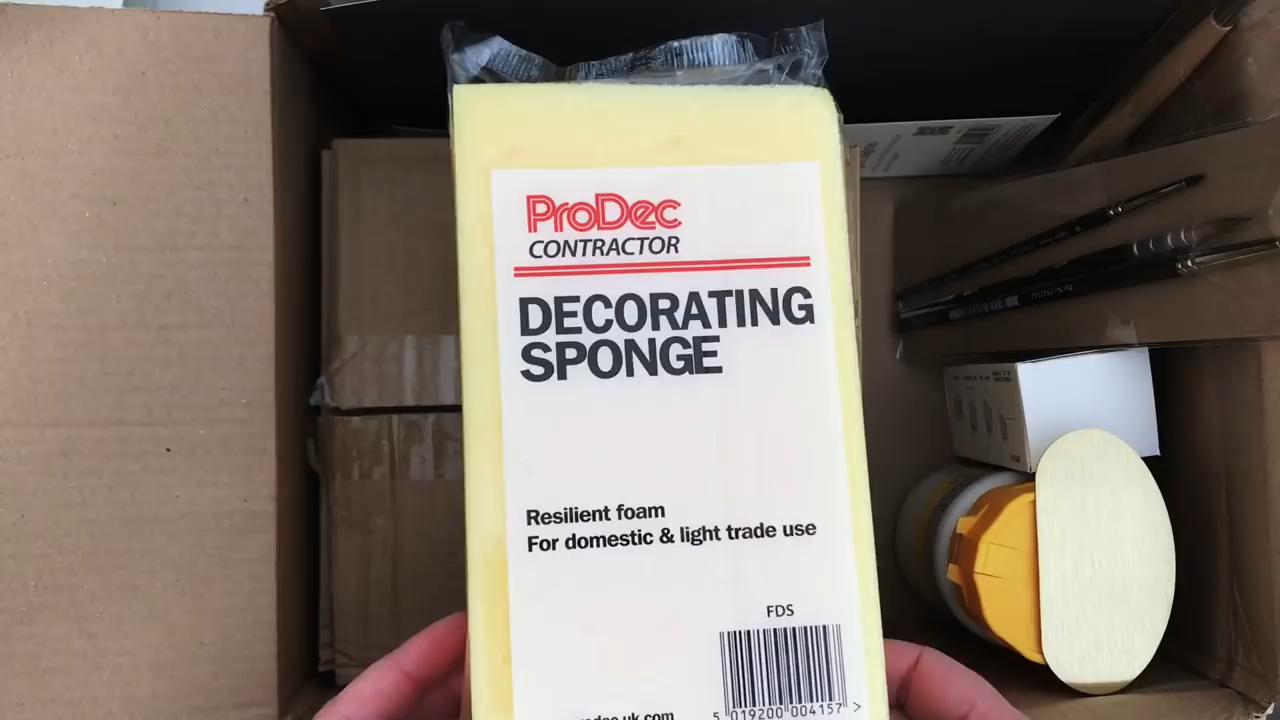 ProDec
CONTRACTOR
DECORATING
SPONGE
Resilient foam
For domestic & light trade use
FDS
5 019200 004157 >